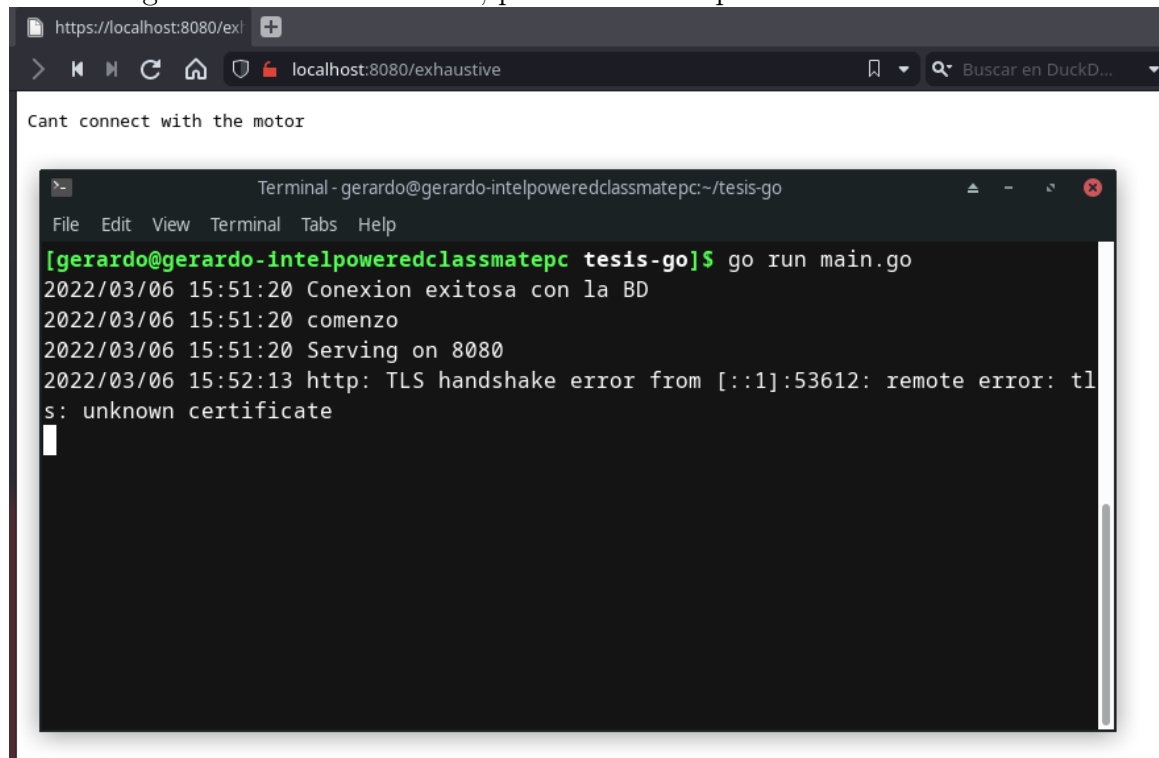 https://localhost:8080/exh
localhost:8080/exhaustive
Buscar en DuckD...
Cant connect with the motor
Terminal - gerardo@gerardo-intelpoweredclassmatepc:~/tesis-go
File Edit View Terminal Tabs Help
[gerardo@gerardo-intelpoweredclassmatepc tesis-go]$ go run main.go
2022/03/06 15:51:20 Conexion exitosa con la BD
2022/03/06 15:51:20 comenzo
2022/03/06 15:51:20 Serving on 8080
2022/03/06 15:52:13 http: TLS handshake error from [::1]:53612: remote error: tl
s: unknown certificate